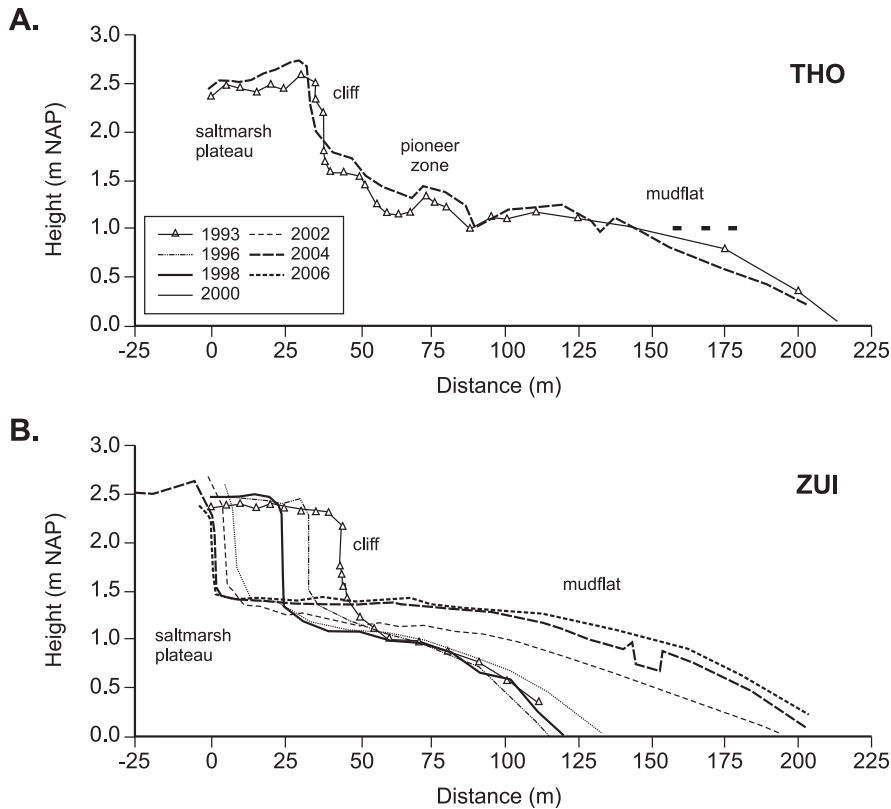 A.
THO
Height (m NAP)
3.0
2.5
2.0
1.5
1.0
0.5
0.0
cliff
saltmarsh
plateau
pioneer
zone
mudflat
1993
1996
1998
2000
2002
2004
2006
-25 0 25 50 75 100 125 150 175 200 225
Distance (m)
B.
ZUI
Height (m NAP)
3.0
2.5
2.0
1.5
1.0
0.5
0.0
cliff
mudflat
saltmarsh
plateau
-25 0 25 50 75 100 125 150 175 200 225
Distance (m)